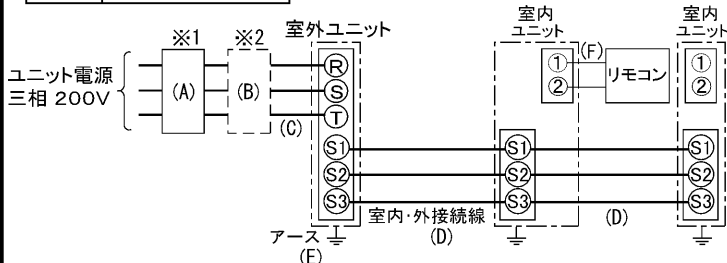 ※1
※2
室外ユニット
室内
ユニット
室内
ユニット
ユニット電源
三相 200V
(A)
(B)
(C)
R
S
T
S1
S2
S3
①
②
(F)
リモコン
①
②
S1
S2
S3
S1
S2
S3
室内・外接続線
(D)
(D)
アース
(E)